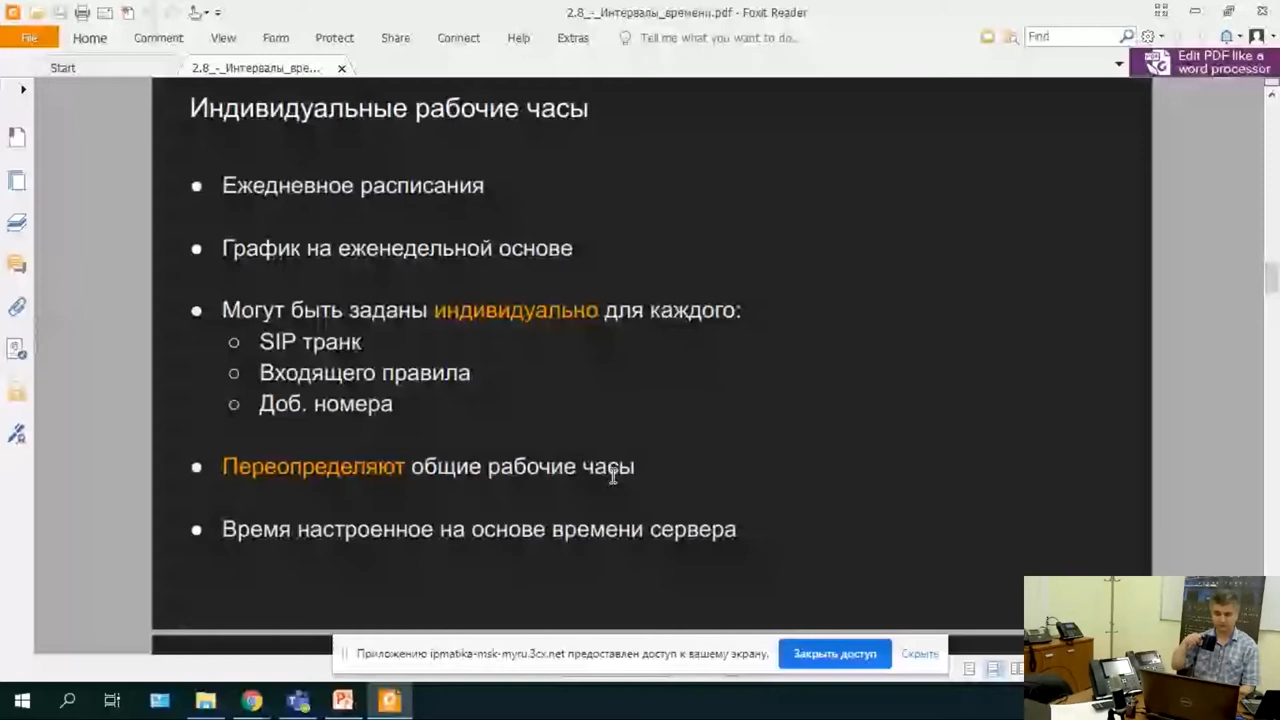 2.8_-_Интервалы_времени.pdf - Foxit Reader
File Home Comment View Form Protect Share Connect Help Extras Tell me what you want to do... Find
Start 2.8_-_Интервалы_вре... Edit PDF like a
word processor
Индивидуальные рабочие часы
Ежедневное расписания
График на еженедельной основе
Могут быть заданы индивидуально для каждого:
SIP транк
Входящего правила
Доб. номера
Переопределяют общие рабочие часы
Время настроенное на основе времени сервера
Приложению ipmatika-msk-myru.3cx.net предоставлен доступ к вашему экрану. Закрыть доступ Скрыть